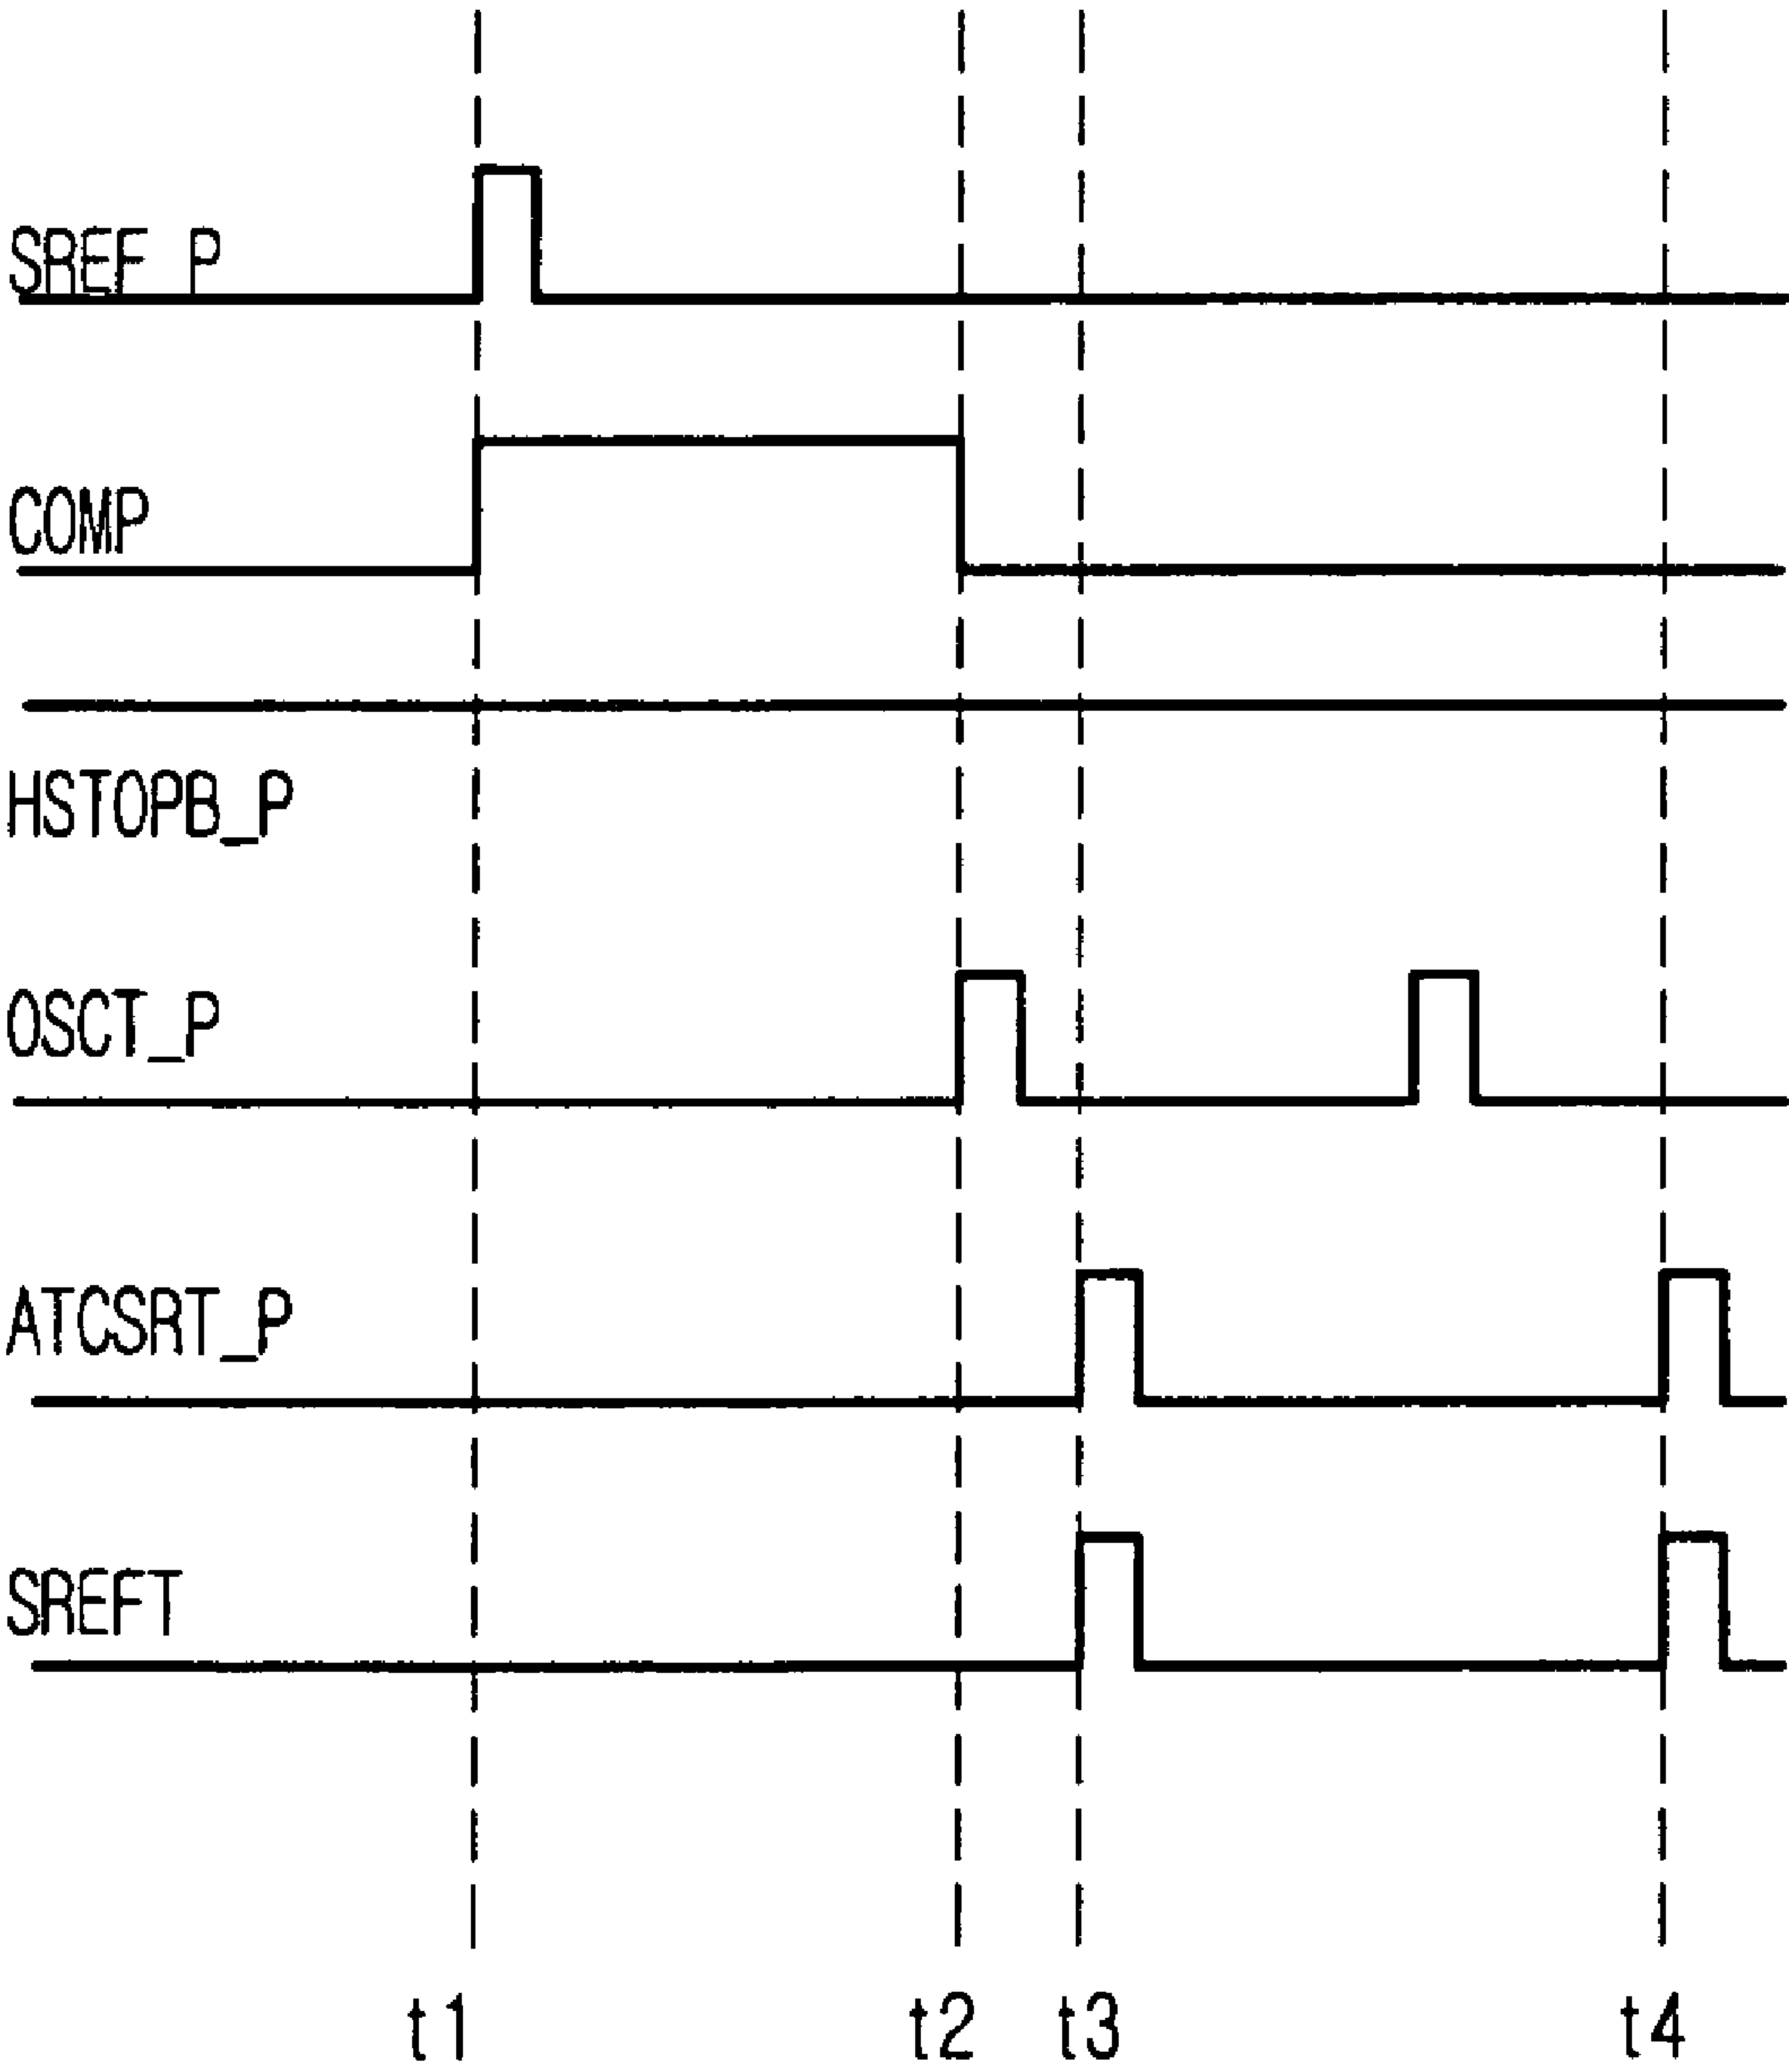 SREF_P
COMP
HSTOPB_P
OSCT_P
ATCSRT_P
SREFT
t1 t2 t3 t4